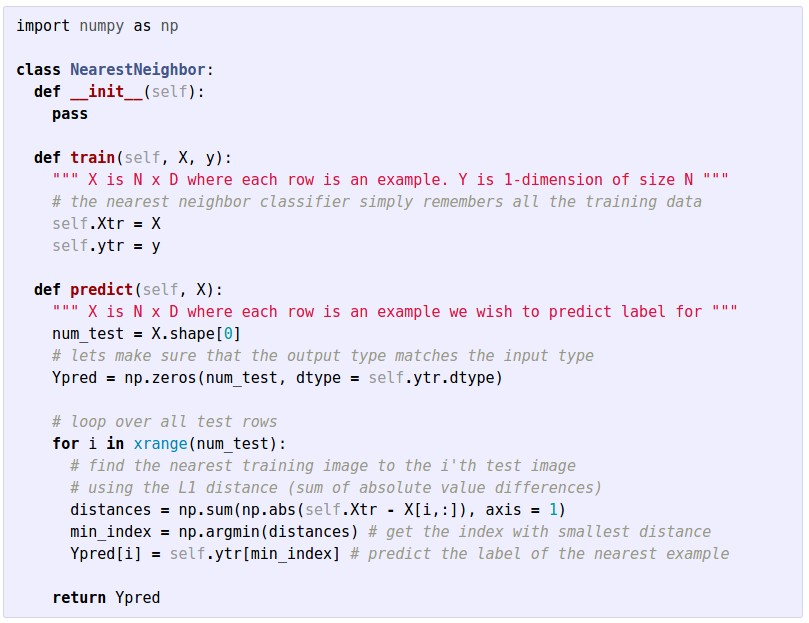 import numpy as np
class NearestNeighbor:
def __init__(self):
pass
def train(self, X, y):
""" X is N x D where each row is an example. Y is 1-dimension of size N """
# the nearest neighbor classifier simply remembers all the training data
self.Xtr = X
self.ytr = y
def predict(self, X):
""" X is N x D where each row is an example we wish to predict label for """
num_test = X.shape[0]
# lets make sure that the output type matches the input type
Ypred = np.zeros(num_test, dtype = self.ytr.dtype)
# loop over all test rows
for i in xrange(num_test):
# find the nearest training image to the i'th test image
# using the L1 distance (sum of absolute value differences)
distances = np.sum(np.abs(self.Xtr - X[i,:]), axis = 1)
min_index = np.argmin(distances) # get the index with smallest distance
Ypred[i] = self.ytr[min_index] # predict the label of the nearest example
return Ypred